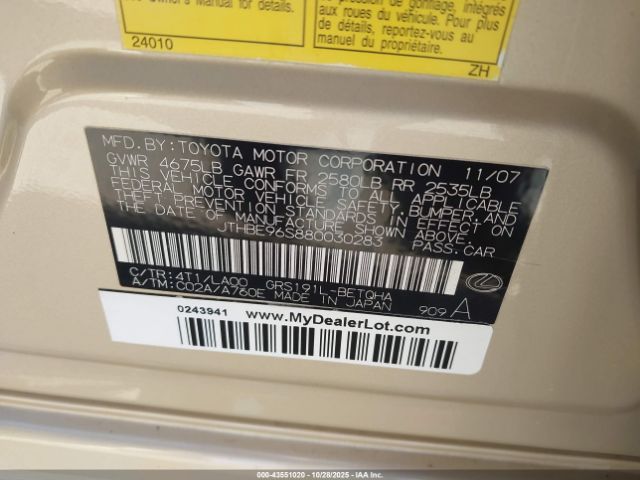 Owner's Manual for details.
24010
pression de gonflage, intégrés
aux roues du véhicule. Pour
plus de détails, reportez-vous au
manuel du propriétaire.
ZH
MFD. BY: TOYOTA MOTOR CORPORATION 11/07
GVWR 4675LB GAWR FR 2580LB RR 2535LB
THIS VEHICLE CONFORMS TO ALL APPLICABLE
FEDERAL MOTOR VEHICLE SAFETY, BUMPER, AND
THEFT PREVENTION STANDARDS IN EFFECT ON
THE DATE OF MANUFACTURE SHOWN ABOVE.
JTHBE96S880030283 PASS.CAR
C/TR: 4T1/LA00 GRS191L-BETQHA
A/TM: C02A/A760E MADE IN JAPAN 909 A
0243941 www.MyDealerLot.com
000-43551020 - 10/28/2025 - IAA, Inc.